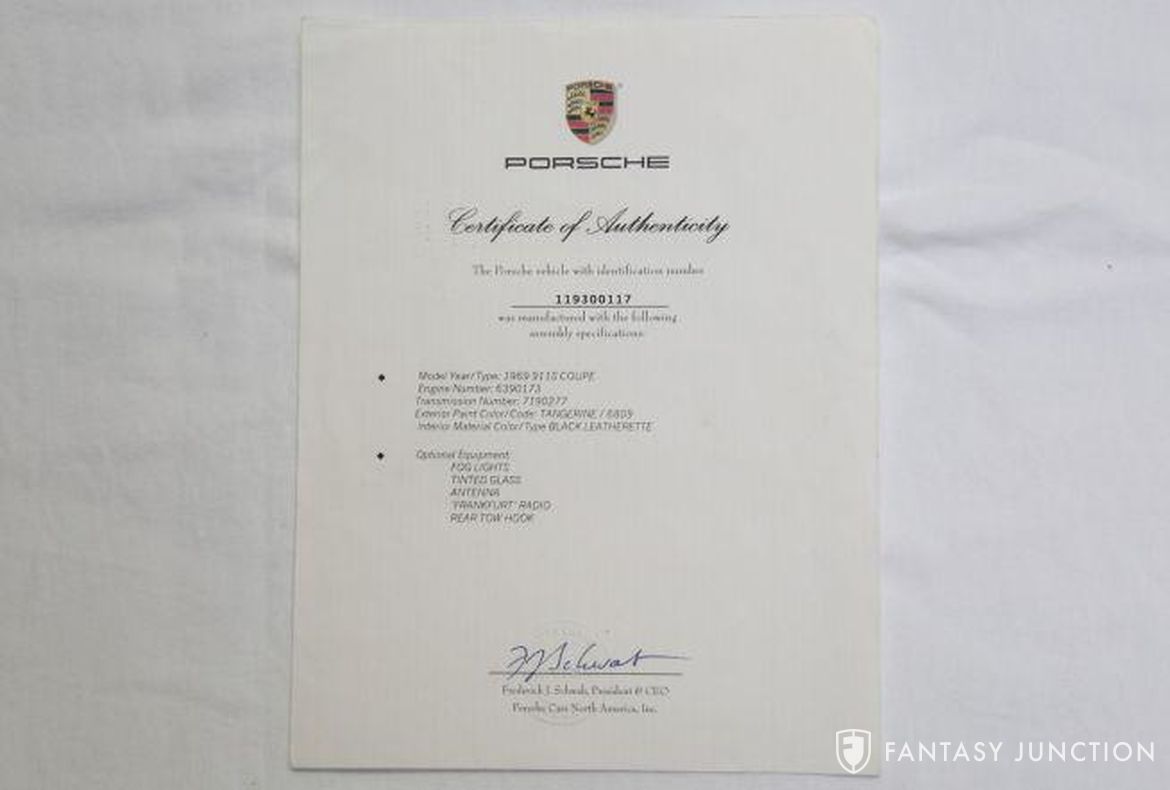 PORSCHE
PORSCHE
Certificate of Authenticity
The Porsche vehicle with identification number
119300117
was manufactured with the following
assembly specifications:
Model Year/Type: 1969 911S COUPE
Engine Number: 6390173
Transmission Number: 7190277
Exterior Paint Color/Code: TANGERINE / 6809
Interior Material Color/Type BLACK LEATHERETTE
Optional Equipment:
FOG LIGHTS
TINTED GLASS
ANTENNA
'FRANKFURT' RADIO
REAR TOW HOOK
Frederick J. Schwab, President & CEO
Porsche Cars North America, Inc.
FANTASY JUNCTION